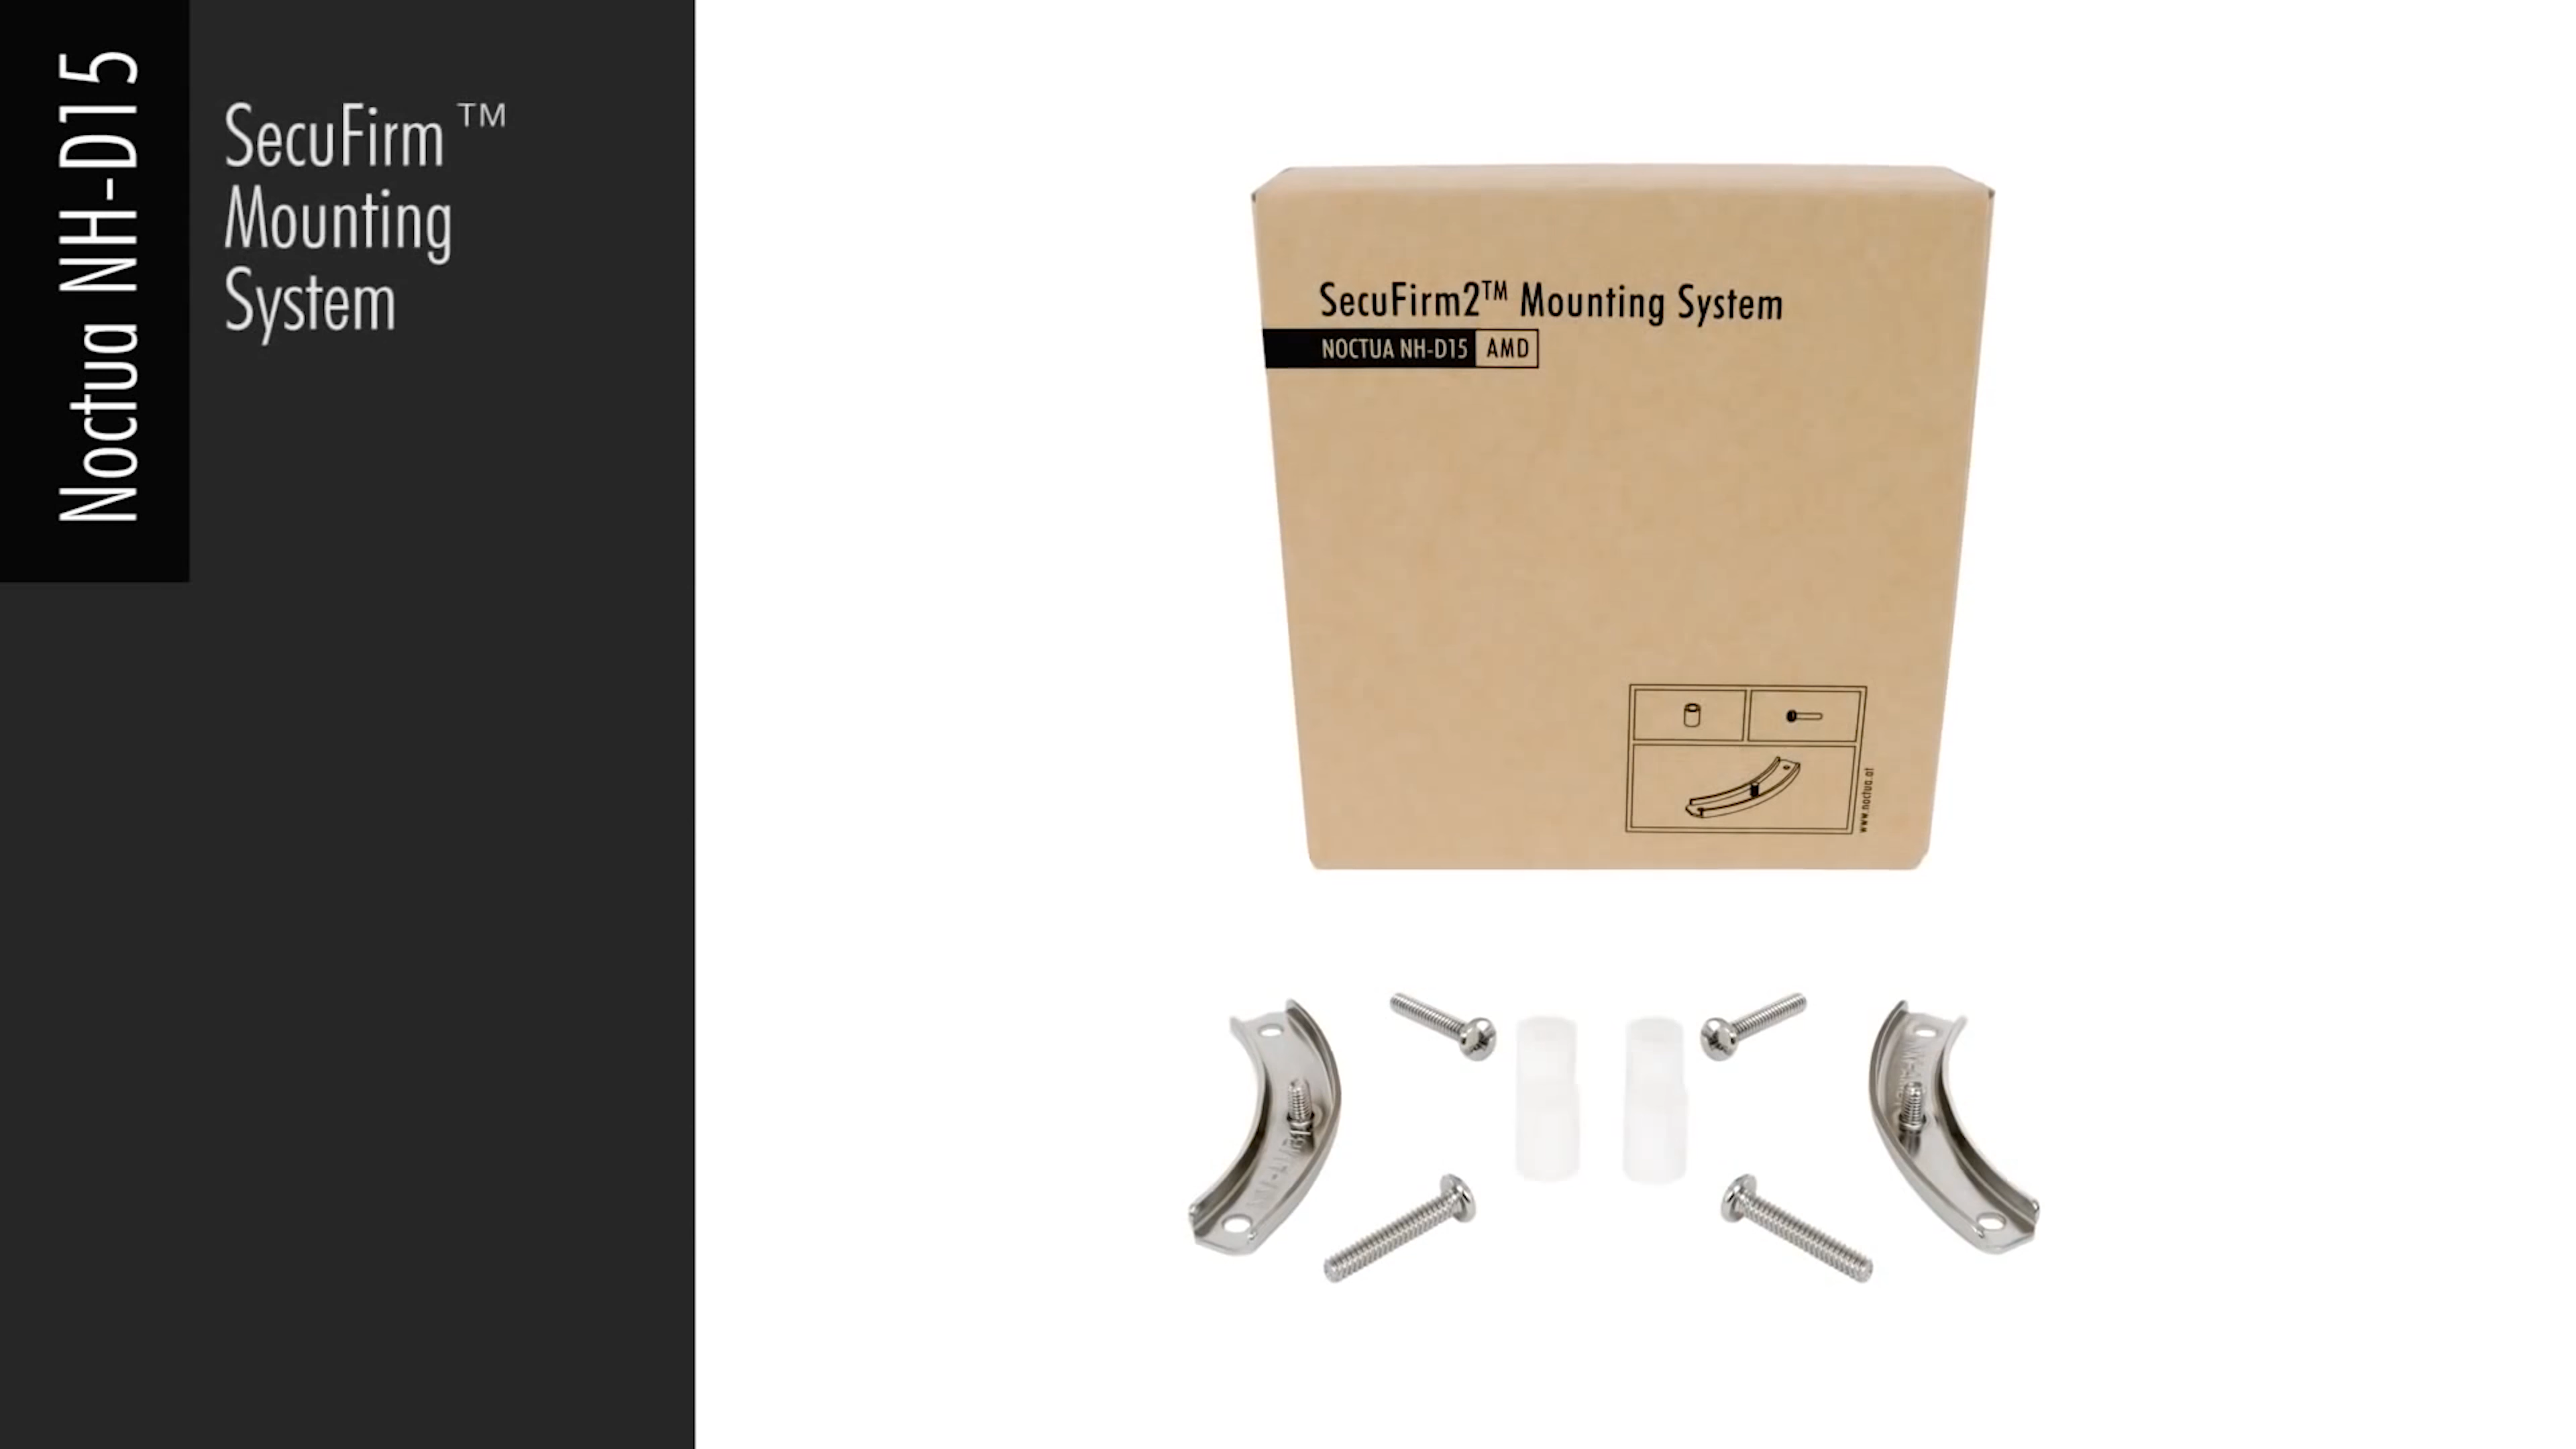 Noctua NH-D15
SecuFirm™
Mounting
System
SecuFirm2™ Mounting System
NOCTUA NH-D15 AMD
www.noctua.at